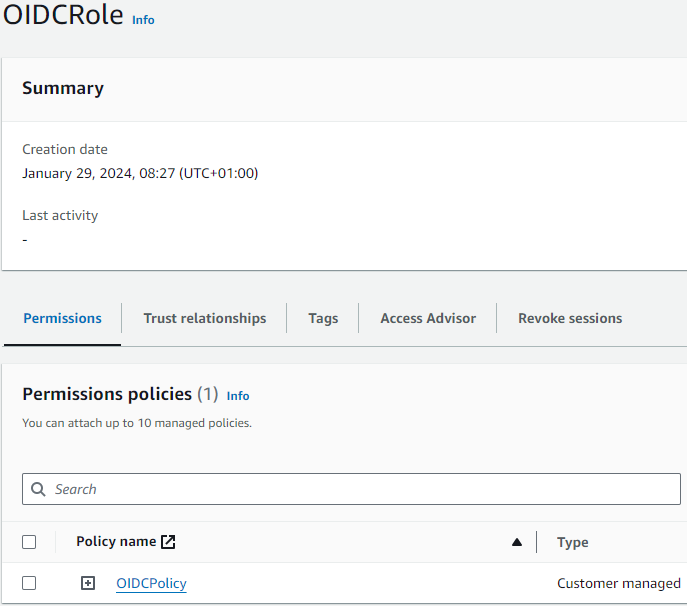 OIDCRole Info
Summary
Creation date
January 29, 2024, 08:27 (UTC+01:00)
Last activity
-
Permissions Trust relationships Tags Access Advisor Revoke sessions
Permissions policies (1) Info
You can attach up to 10 managed policies.
Search
Policy name Type
OIDCPolicy Customer managed